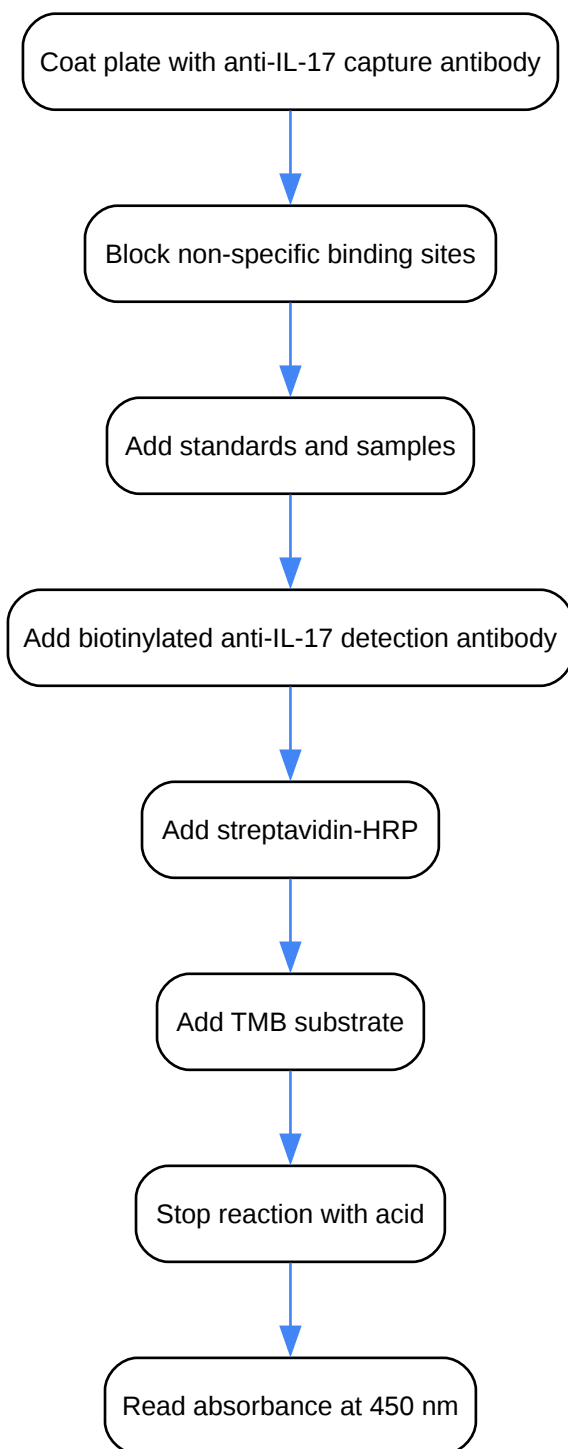 Coat plate with anti-IL-17 capture antibody
Block non-specific binding sites
Add standards and samples
Add biotinylated anti-IL-17 detection antibody
Add streptavidin-HRP
Add TMB substrate
Stop reaction with acid
Read absorbance at 450 nm